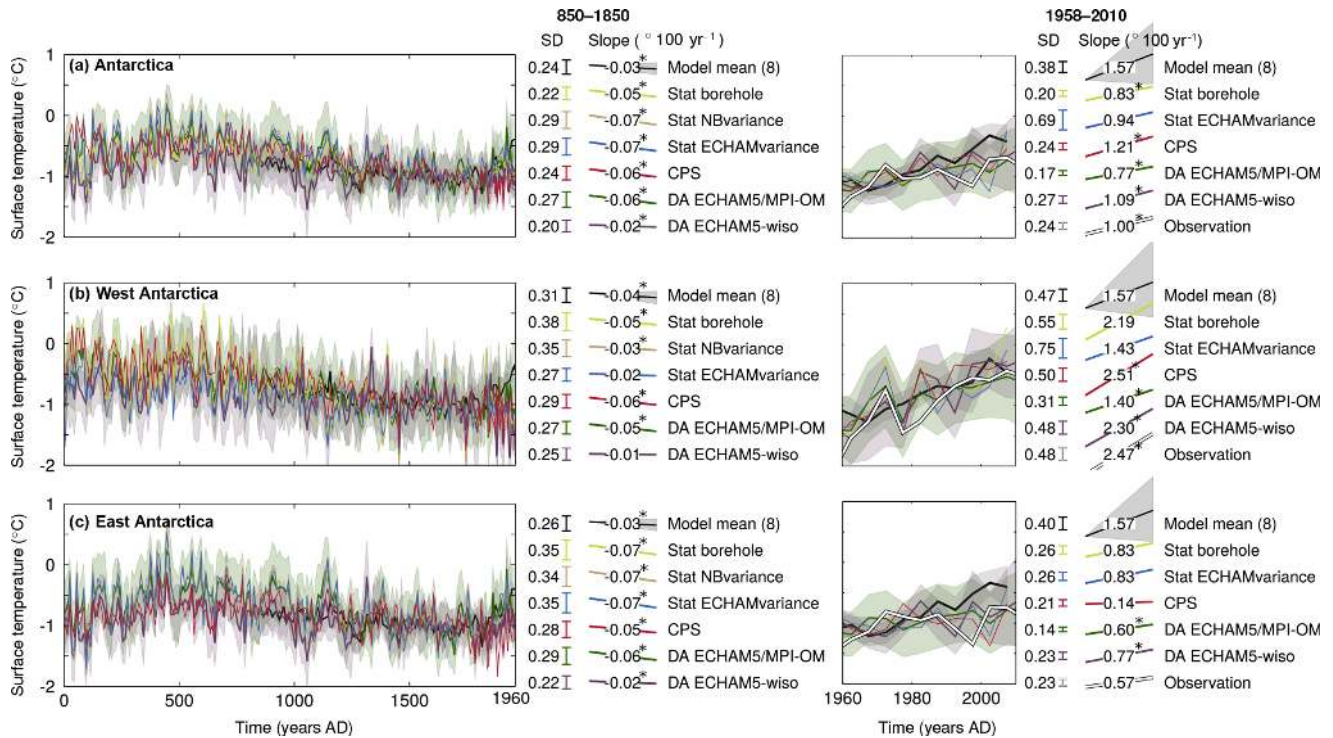 850–1850
1958–2010
SD Slope ( ° 100 yr⁻¹)
SD Slope ( ° 100 yr⁻¹)
Surface temperature (°C)
1
0
-1
-2
(a) Antarctica
0.24 -0.03* Model mean (8)
0.22 -0.05* Stat borehole
0.29 -0.07* Stat NBvariance
0.29 -0.07* Stat ECHAMvariance
0.24 -0.06* CPS
0.27 -0.06* DA ECHAM5/MPI-OM
0.20 -0.02* DA ECHAM5-wiso
0.38 1.57 Model mean (8)
0.20 0.83* Stat borehole
0.69 0.94 Stat ECHAMvariance
0.24 1.21* CPS
0.17 0.77* DA ECHAM5/MPI-OM
0.27 1.09* DA ECHAM5-wiso
0.24 1.00* Observation
Surface temperature (°C)
1
0
-1
-2
(b) West Antarctica
0.31 -0.04* Model mean (8)
0.38 -0.05* Stat borehole
0.35 -0.03* Stat NBvariance
0.27 -0.02 Stat ECHAMvariance
0.29 -0.06* CPS
0.27 -0.05* DA ECHAM5/MPI-OM
0.25 -0.01 DA ECHAM5-wiso
0.47 1.57 Model mean (8)
0.55 2.19 Stat borehole
0.75 1.43 Stat ECHAMvariance
0.50 2.51* CPS
0.31 1.40* DA ECHAM5/MPI-OM
0.48 2.30* DA ECHAM5-wiso
0.48 2.47* Observation
Surface temperature (°C)
1
0
-1
-2
(c) East Antarctica
0.26 -0.03* Model mean (8)
0.35 -0.07* Stat borehole
0.34 -0.07* Stat NBvariance
0.35 -0.07* Stat ECHAMvariance
0.28 -0.05* CPS
0.29 -0.06* DA ECHAM5/MPI-OM
0.22 -0.02* DA ECHAM5-wiso
0.40 1.57 Model mean (8)
0.26 0.83 Stat borehole
0.26 0.83 Stat ECHAMvariance
0.21 0.14 CPS
0.14 0.60* DA ECHAM5/MPI-OM
0.23 0.77* DA ECHAM5-wiso
0.23 0.57 Observation
0 500 1000 1500 1960
Time (years AD)
1960 1980 2000
Time (years AD)